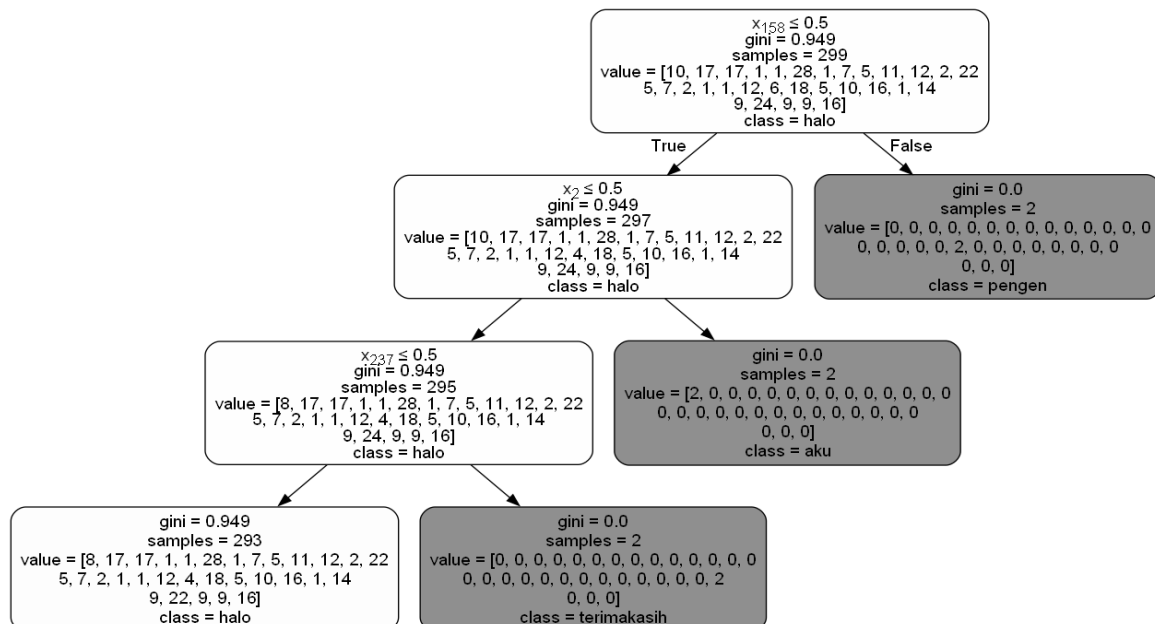 x158 ≤ 0.5
gini = 0.949
samples = 299
value = [10, 17, 17, 1, 1, 28, 1, 7, 5, 11, 12, 2, 22
5, 7, 2, 1, 1, 12, 6, 18, 5, 10, 16, 1, 14
9, 24, 9, 9, 16]
class = halo
True
False
x2 ≤ 0.5
gini = 0.949
samples = 297
value = [10, 17, 17, 1, 1, 28, 1, 7, 5, 11, 12, 2, 22
5, 7, 2, 1, 1, 12, 4, 18, 5, 10, 16, 1, 14
9, 24, 9, 9, 16]
class = halo
gini = 0.0
samples = 2
value = [0, 0, 0, 0, 0, 0, 0, 0, 0, 0, 0, 0, 0, 0
0, 0, 0, 0, 0, 2, 0, 0, 0, 0, 0, 0, 0, 0
0, 0, 0]
class = pengen
x237 ≤ 0.5
gini = 0.949
samples = 295
value = [8, 17, 17, 1, 1, 28, 1, 7, 5, 11, 12, 2, 22
5, 7, 2, 1, 1, 12, 4, 18, 5, 10, 16, 1, 14
9, 24, 9, 9, 16]
class = halo
gini = 0.0
samples = 2
value = [2, 0, 0, 0, 0, 0, 0, 0, 0, 0, 0, 0, 0, 0
0, 0, 0, 0, 0, 0, 0, 0, 0, 0, 0, 0, 0, 0
0, 0, 0]
class = aku
gini = 0.949
samples = 293
value = [8, 17, 17, 1, 1, 28, 1, 7, 5, 11, 12, 2, 22
5, 7, 2, 1, 1, 12, 4, 18, 5, 10, 16, 1, 14
9, 22, 9, 9, 16]
class = halo
gini = 0.0
samples = 2
value = [0, 0, 0, 0, 0, 0, 0, 0, 0, 0, 0, 0, 0, 0
0, 0, 0, 0, 0, 0, 0, 0, 0, 0, 0, 0, 0, 2
0, 0, 0]
class = terimakasih